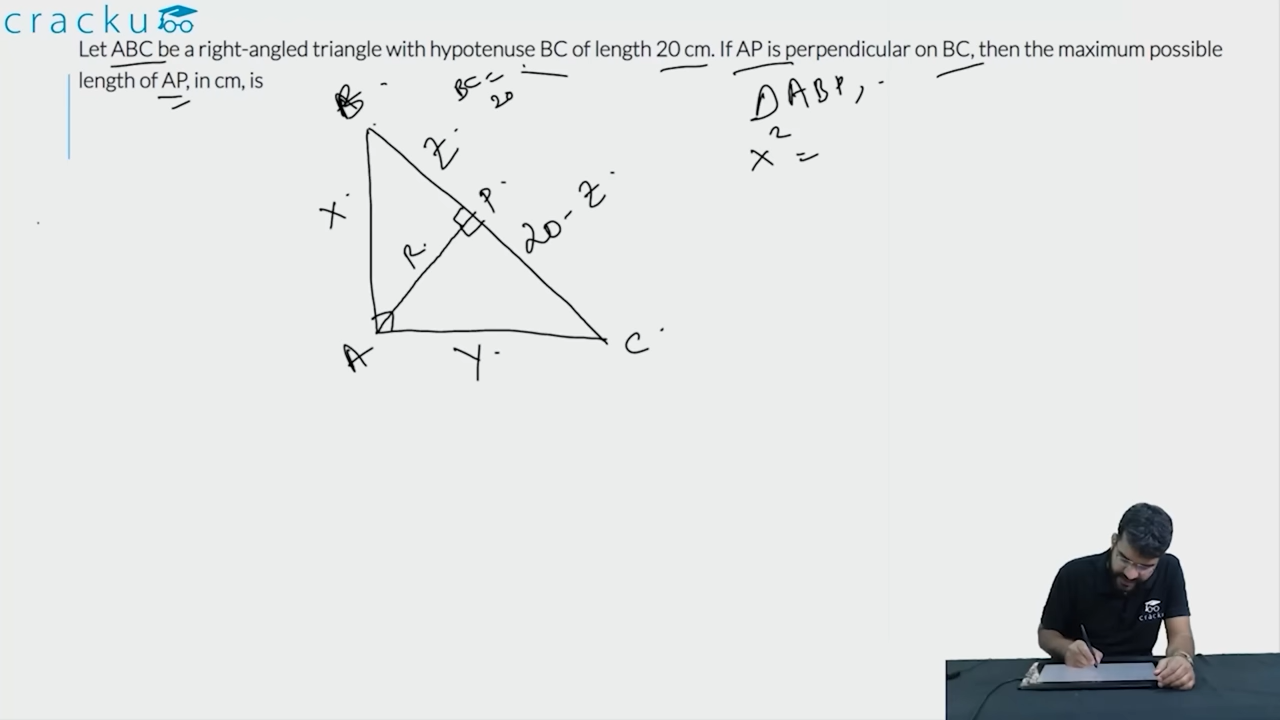 cracku
Let ABC be a right-angled triangle with hypotenuse BC of length 20 cm. If AP is perpendicular on BC, then the maximum possible
length of AP, in cm, is
BC =
20
Δ ABP,
x² =
B
Z
P
X
20 - Z
R
A
Y
C
cracku